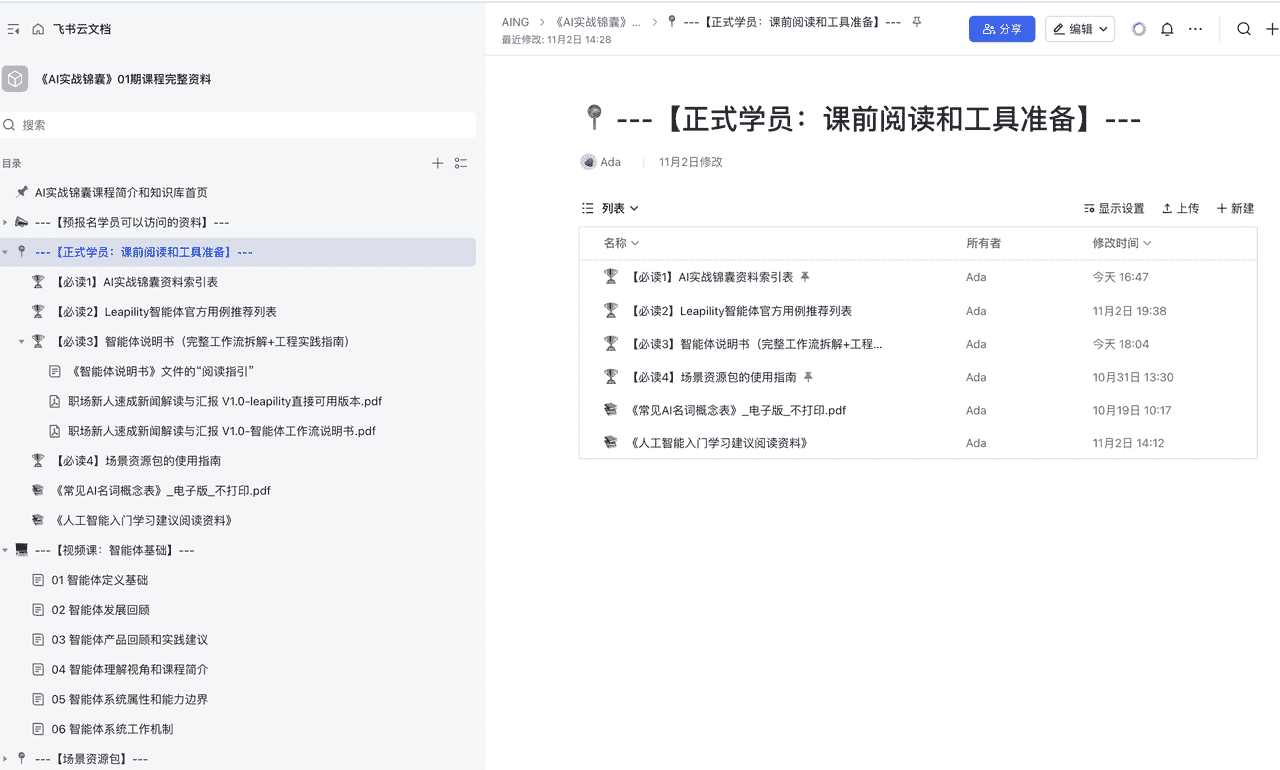 飞书云文档
《AI实战锦囊》01期课程完整资料
搜索
目录
AI实战锦囊课程简介和知识库首页
---【预报名学员可以访问的资料】---
---【正式学员：课前阅读和工具准备】---
【必读1】AI实战锦囊资料索引表
【必读2】Leapility智能体官方用例推荐列表
【必读3】智能体说明书（完整工作流拆解+工程实践指南）
《智能体说明书》文件的“阅读指引”
职场新人速成新闻解读与汇报 V1.0-leapility直接可用版本.pdf
职场新人速成新闻解读与汇报 V1.0-智能体工作流说明书.pdf
【必读4】场景资源包的使用指南
《常见AI名词概念表》_电子版_不打印.pdf
《人工智能入门学习建议阅读资料》
---【视频课：智能体基础】---
01 智能体定义基础
02 智能体发展回顾
03 智能体产品回顾和实践建议
04 智能体理解视角和课程简介
05 智能体系统属性和能力边界
06 智能体系统工作机制
---【场景资源包】---
AING > 《AI实战锦囊》... > ---【正式学员：课前阅读和工具准备】---
最近修改: 11月2日 14:28
分享
编辑
---【正式学员：课前阅读和工具准备】---
Ada | 11月2日修改
列表 显示设置 上传 新建
名称 所有者 修改时间
【必读1】AI实战锦囊资料索引表 Ada 今天 16:47
【必读2】Leapility智能体官方用例推荐列表 Ada 11月2日 19:38
【必读3】智能体说明书（完整工作流拆解+工程... Ada 今天 18:04
【必读4】场景资源包的使用指南 Ada 10月31日 13:30
《常见AI名词概念表》_电子版_不打印.pdf Ada 10月19日 10:17
《人工智能入门学习建议阅读资料》 Ada 11月2日 14:12